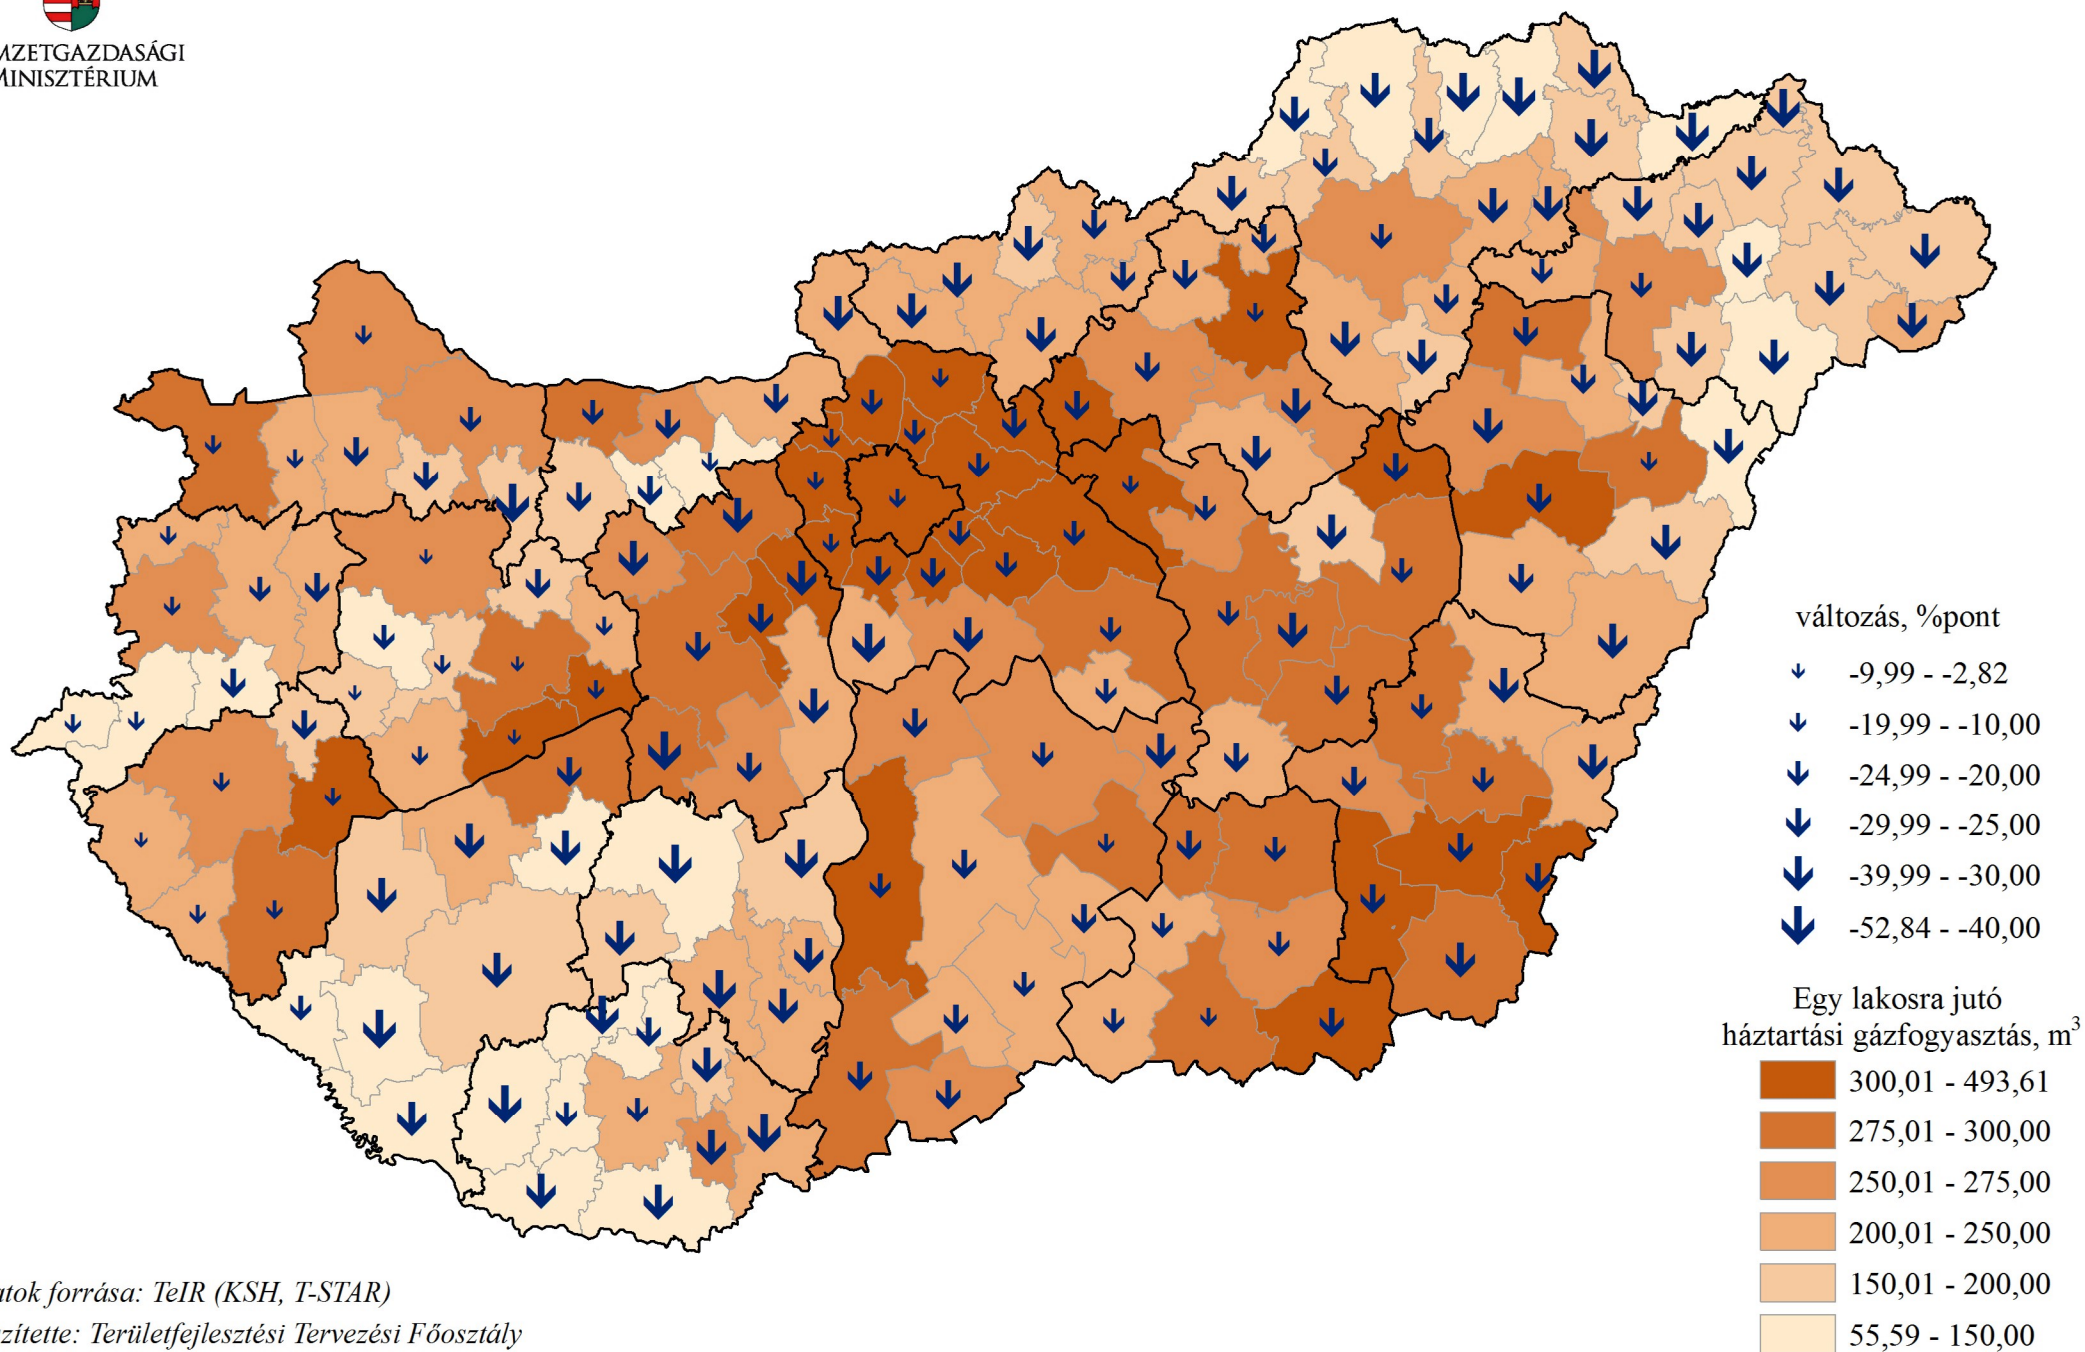 MZETGAZDASÁGI
MINISZTÉRIUM
változás, %pont
-9,99 - -2,82
-19,99 - -10,00
-24,99 - -20,00
-29,99 - -25,00
-39,99 - -30,00
-52,84 - -40,00
Egy lakosra jutó
háztartási gázfogyasztás, m³
300,01 - 493,61
275,01 - 300,00
250,01 - 275,00
200,01 - 250,00
150,01 - 200,00
55,59 - 150,00
atok forrása: TeIR (KSH, T-STAR)
zítette: Területfejlesztési Tervezési Főosztály